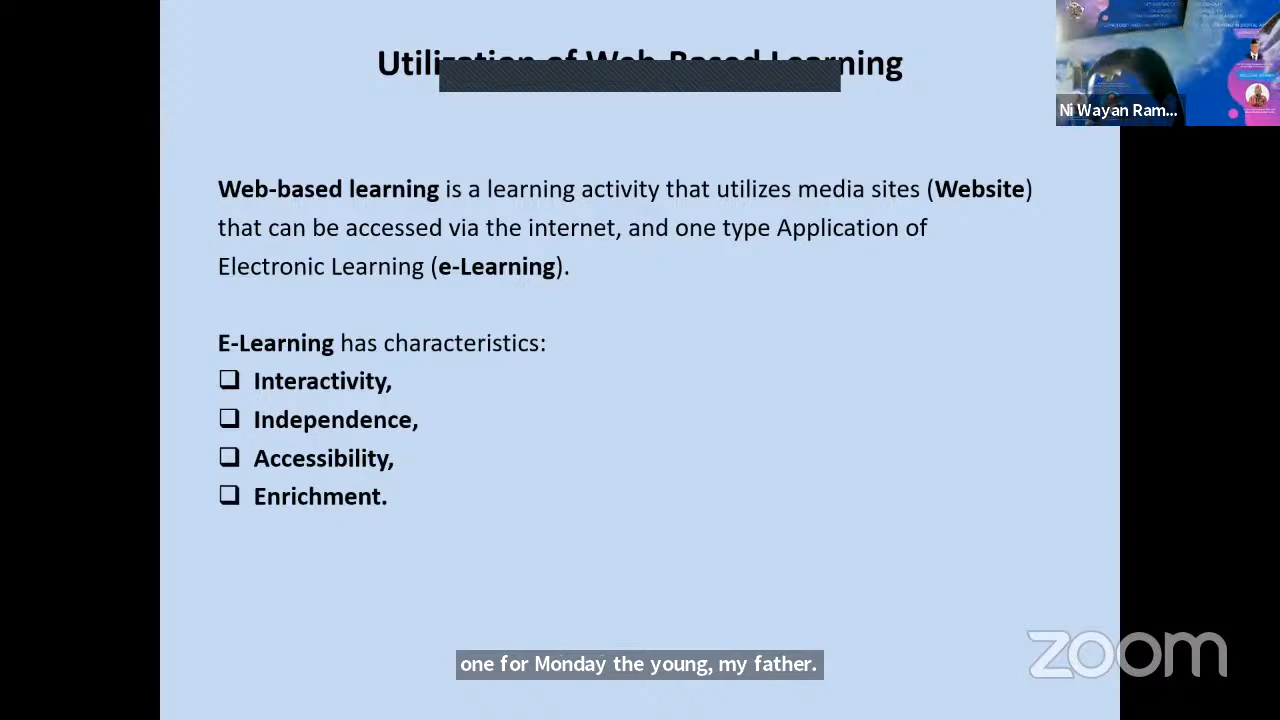 Utilization of Web-Based Learning
Ni Wayan Ram...
Web-based learning is a learning activity that utilizes media sites (Website)
that can be accessed via the internet, and one type Application of
Electronic Learning (e-Learning).
E-Learning has characteristics:
❑ Interactivity,
❑ Independence,
❑ Accessibility,
❑ Enrichment.
one for Monday the young, my father.
zoom